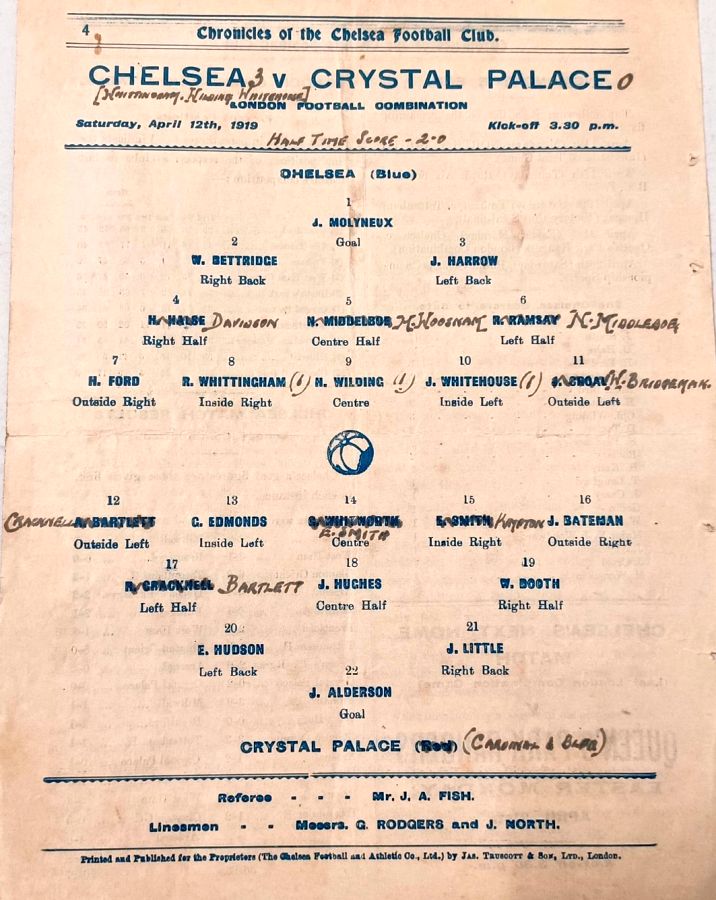 4 Chronicles of the Chelsea Football Club.
CHELSEA 3 v CRYSTAL PALACE 0
[Whittingham. Wilding Whitehouse]
LONDON FOOTBALL COMBINATION
Saturday, April 12th, 1919 Kick-off 3.30 p.m.
HALF TIME SCORE - 2-0
CHELSEA (Blue)
1
J. MOLYNEUX
Goal
2 3
W. BETTRIDGE J. HARROW
Right Back Left Back
4 5 6
H. HALSE DAVIDSON N. MIDDELBOE M. WOOSNAM R. RAMSAY N. MIDDLEBOE
Right Half Centre Half Left Half
7 8 9 10 11
H. FORD R. WHITTINGHAM (1) H. WILDING (1) J. WHITEHOUSE (1) J. CROAL H. BRIDGEMAN.
Outside Right Inside Right Centre Inside Left Outside Left
12 13 14 15 16
CRACKNELL A. BARTLETT C. EDMONDS S. WHITWORTH E. SMITH KEYTON J. BATEMAN
E. SMITH
Outside Left Inside Left Centre Inside Right Outside Right
17 18 19
R. CRACKNELL BARTLETT J. HUGHES W. BOOTH
Left Half Centre Half Right Half
20 21
E. HUDSON J. LITTLE
Left Back Right Back
22
J. ALDERSON
Goal
CRYSTAL PALACE (Red) (CARDINAL & BLUE)
Referee - - - Mr. J. A. FISH.
Linesmen - - Messrs. G. RODGERS and J. NORTH.
Printed and Published for the Proprietors (The Chelsea Football and Athletic Co., Ltd.) by JAS. TRUSCOTT & SON, LTD., London.